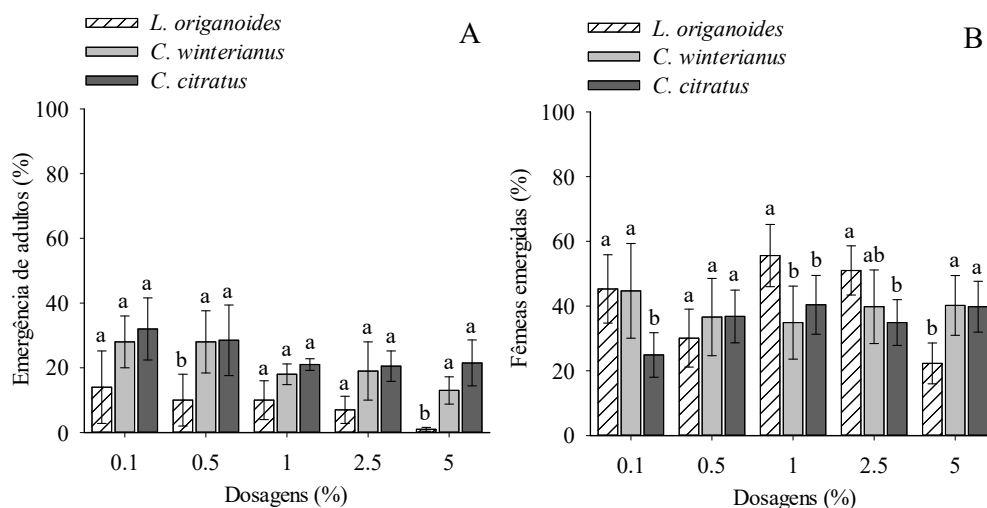 A
L. origanoides
C. winterianus
C. citratus
Emergência de adultos (%)
100
80
60
40
20
0
a a a
b a a
a a a
a a a
b a a
0.1 0.5 1 2.5 5
Dosagens (%)
B
L. origanoides
C. winterianus
C. citratus
Fêmeas emergidas (%)
100
80
60
40
20
0
a a b
a a a
a b b
a ab b
b a a
0.1 0.5 1 2.5 5
Dosagens (%)